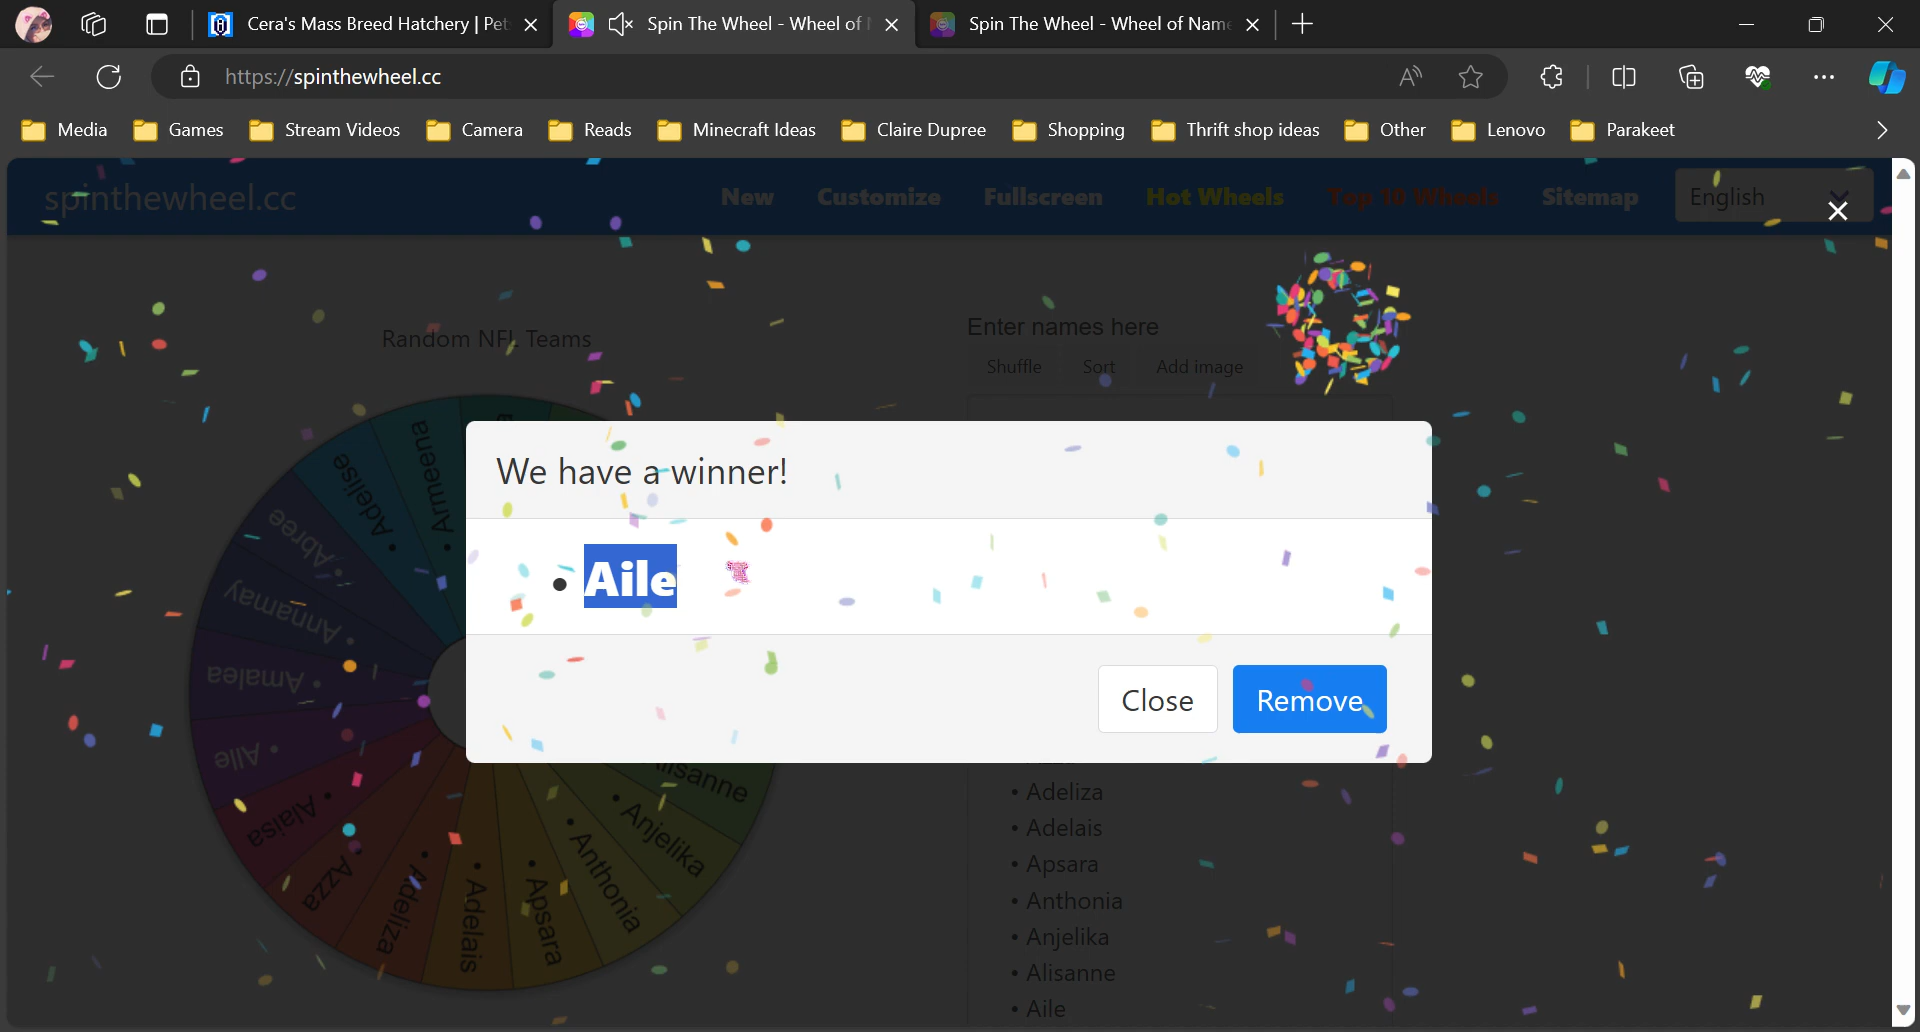 Cera's Mass Breed Hatchery | Pet
Spin The Wheel - Wheel of
Spin The Wheel - Wheel of Name
https://spinthewheel.cc
Media
Games
Stream Videos
Camera
Reads
Minecraft Ideas
Claire Dupree
Shopping
Thrift shop ideas
Other
Lenovo
Parakeet
spinthewheel.cc
New
Customize
Fullscreen
Hot Wheels
Top 10 Wheels
Sitemap
English
Random NFL Teams
Enter names here
Shuffle
Sort
Add image
We have a winner!
• Aile
Close
Remove
• Armeena
• Adelise
• Abree
• Annamay
• Amalea
• Aile
• Alaisa
• Azza
• Adeliza
• Adelais
• Apsara
• Anthonia
• Anjelika
lisanne
• Adeliza
• Adelais
• Apsara
• Anthonia
• Anjelika
• Alisanne
• Aile